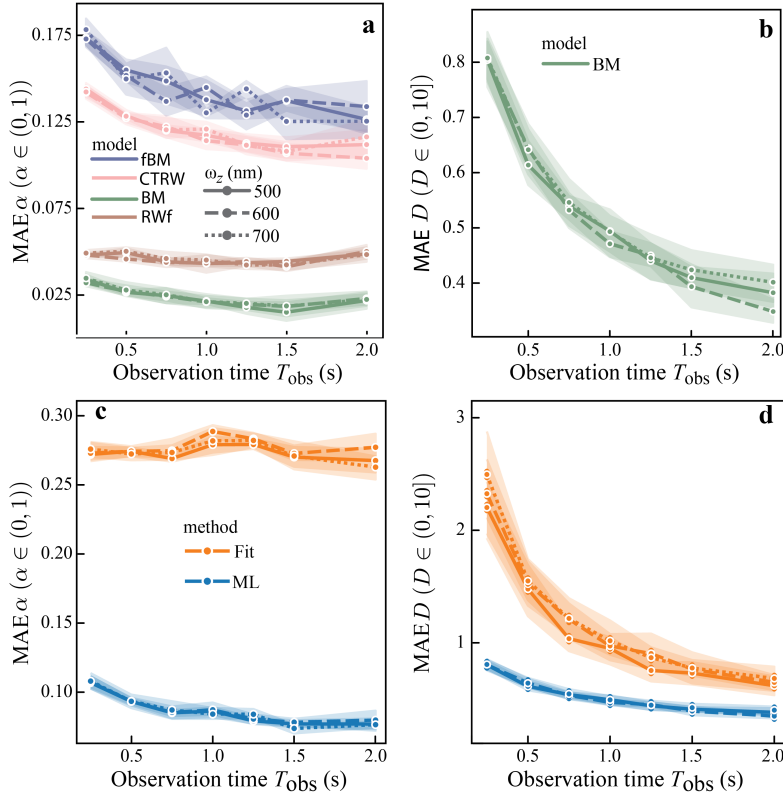 a
0.175
0.125
0.075
0.025
MAE α (α ∈ (0, 1))
model
fBM
CTRW
BM
RWf
ω_z (nm)
500
600
700
0.5 1.0 1.5 2.0
Observation time T_obs (s)
b
0.8
0.6
0.4
0.7
0.5
MAE D (D ∈ (0, 10])
model
BM
0.5 1.0 1.5 2.0
Observation time T_obs (s)
c
0.30
0.25
0.20
0.15
0.10
MAE α (α ∈ (0, 1))
method
Fit
ML
0.5 1.0 1.5 2.0
Observation time T_obs (s)
d
3
2
1
MAE D (D ∈ (0, 10])
0.5 1.0 1.5 2.0
Observation time T_obs (s)